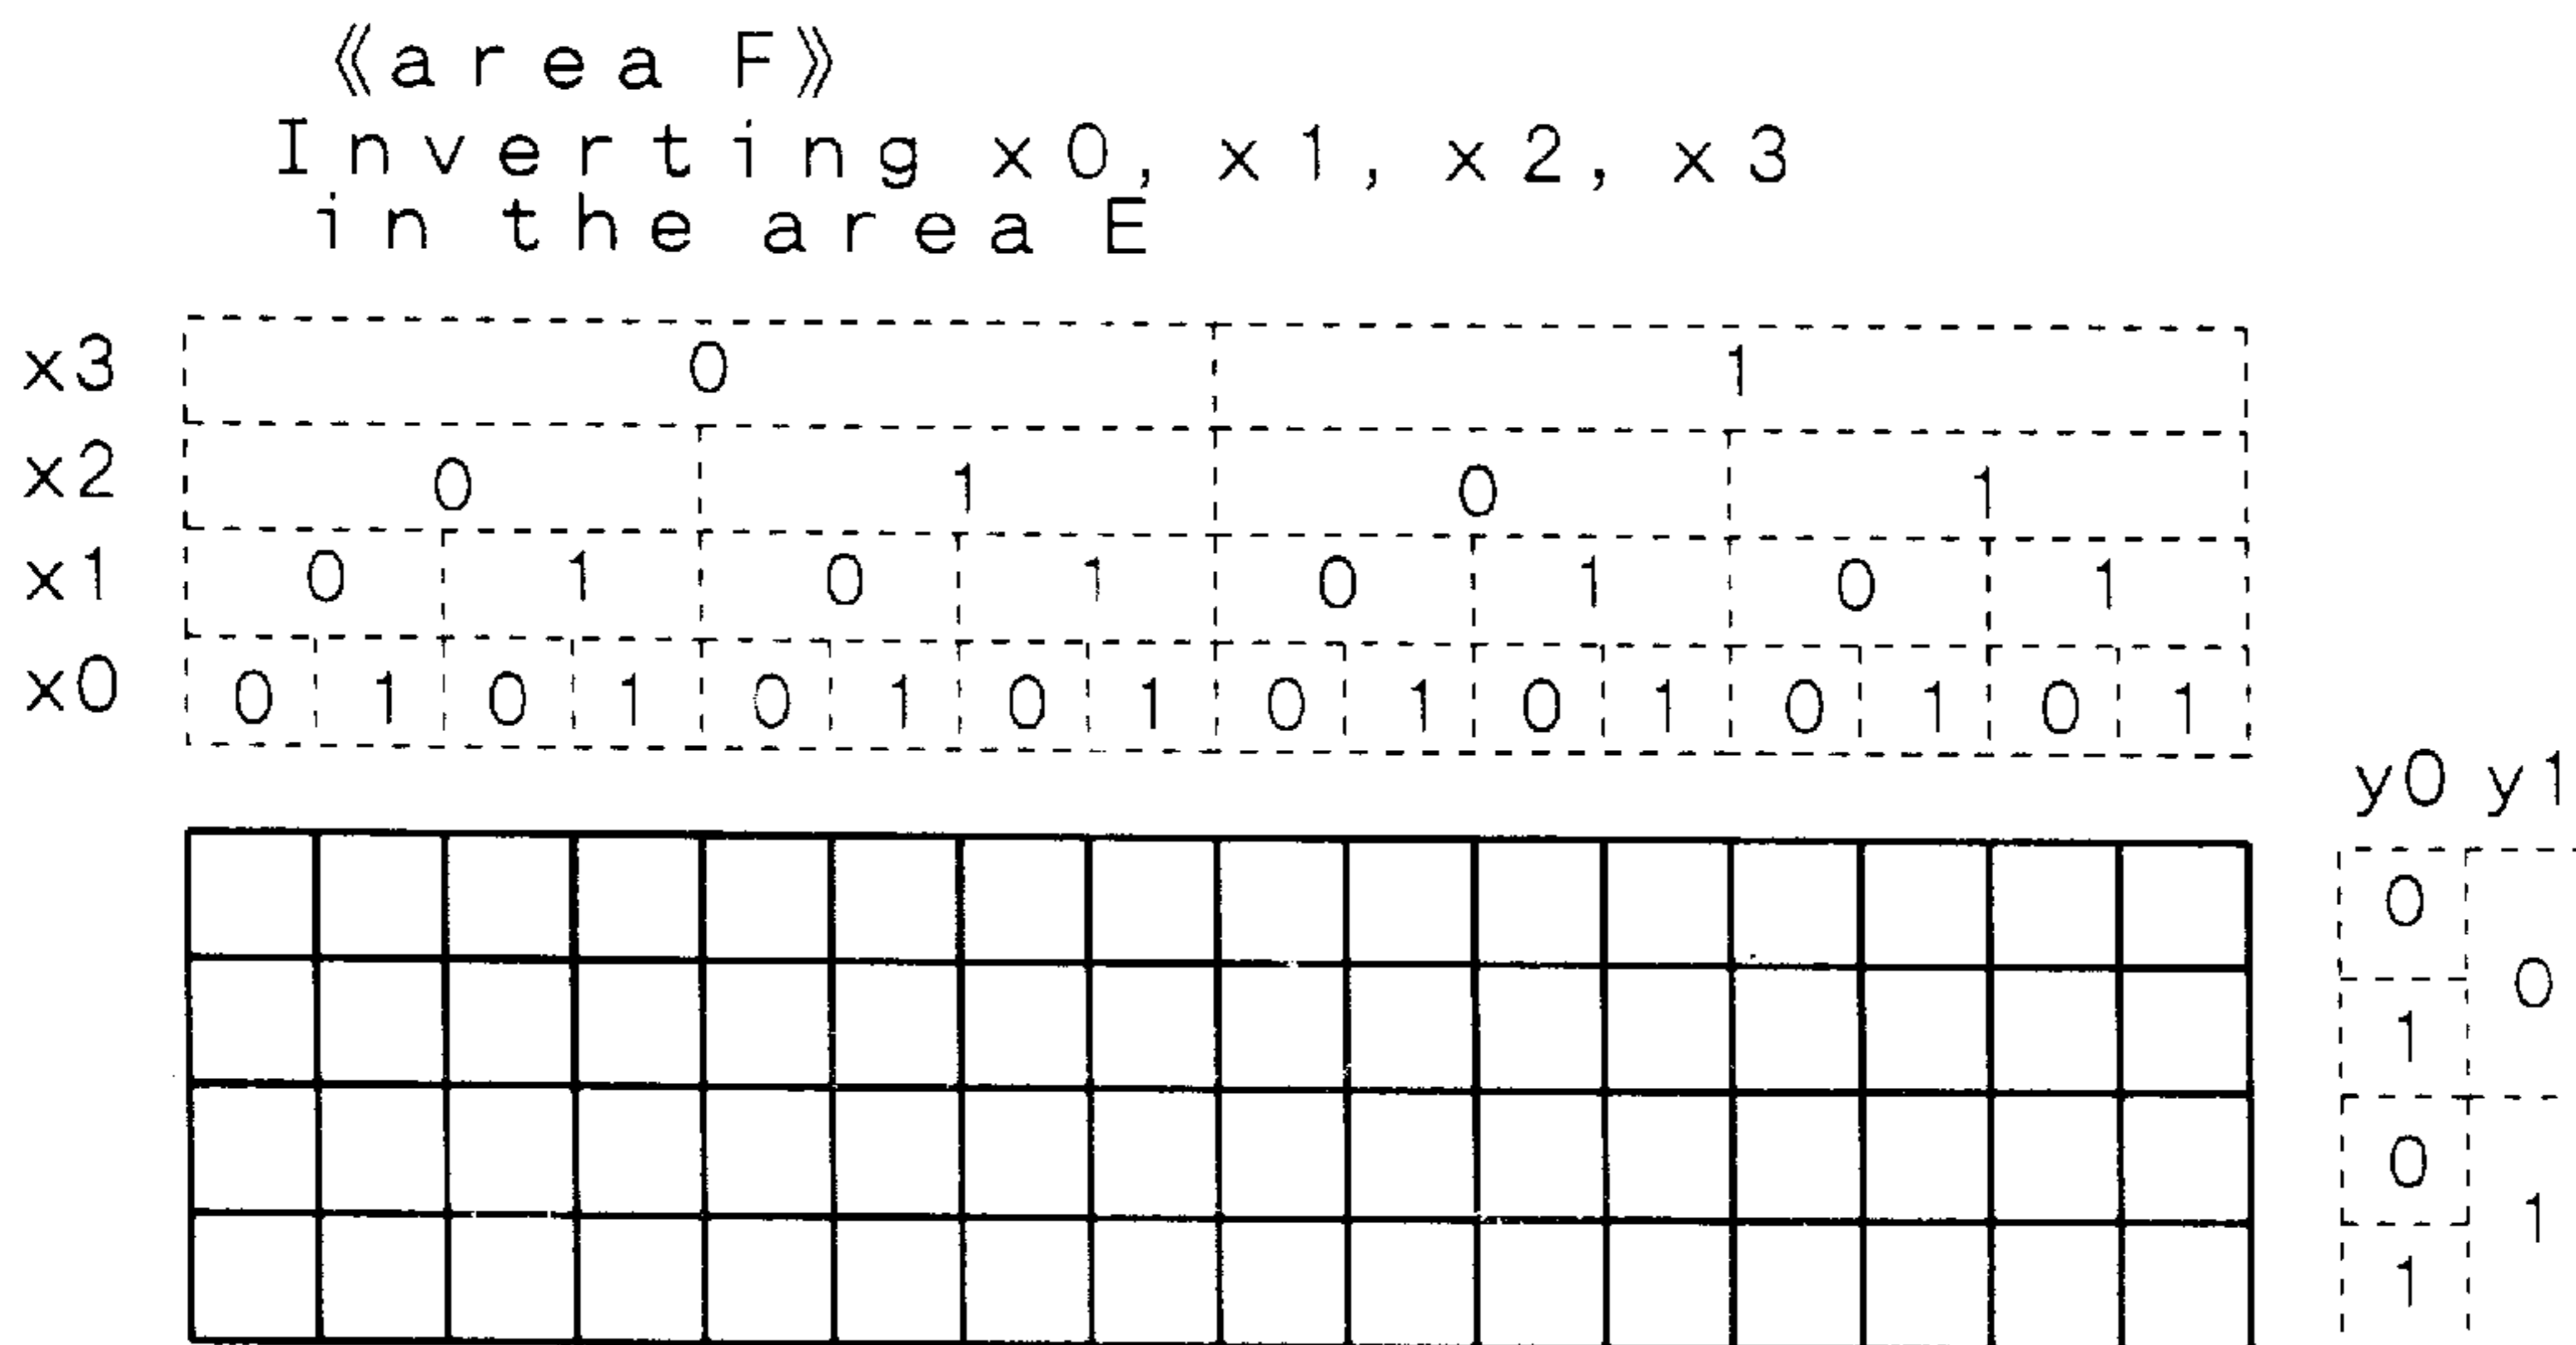 《area F》
Inverting x0, x1, x2, x3
in the area E
x3 0 1
x2 0 1 0 1
x1 0 1 0 1 0 1 0 1
x0 0 1 0 1 0 1 0 1 0 1 0 1 0 1 0 1
y0 y1
0
0
1
0
1
1